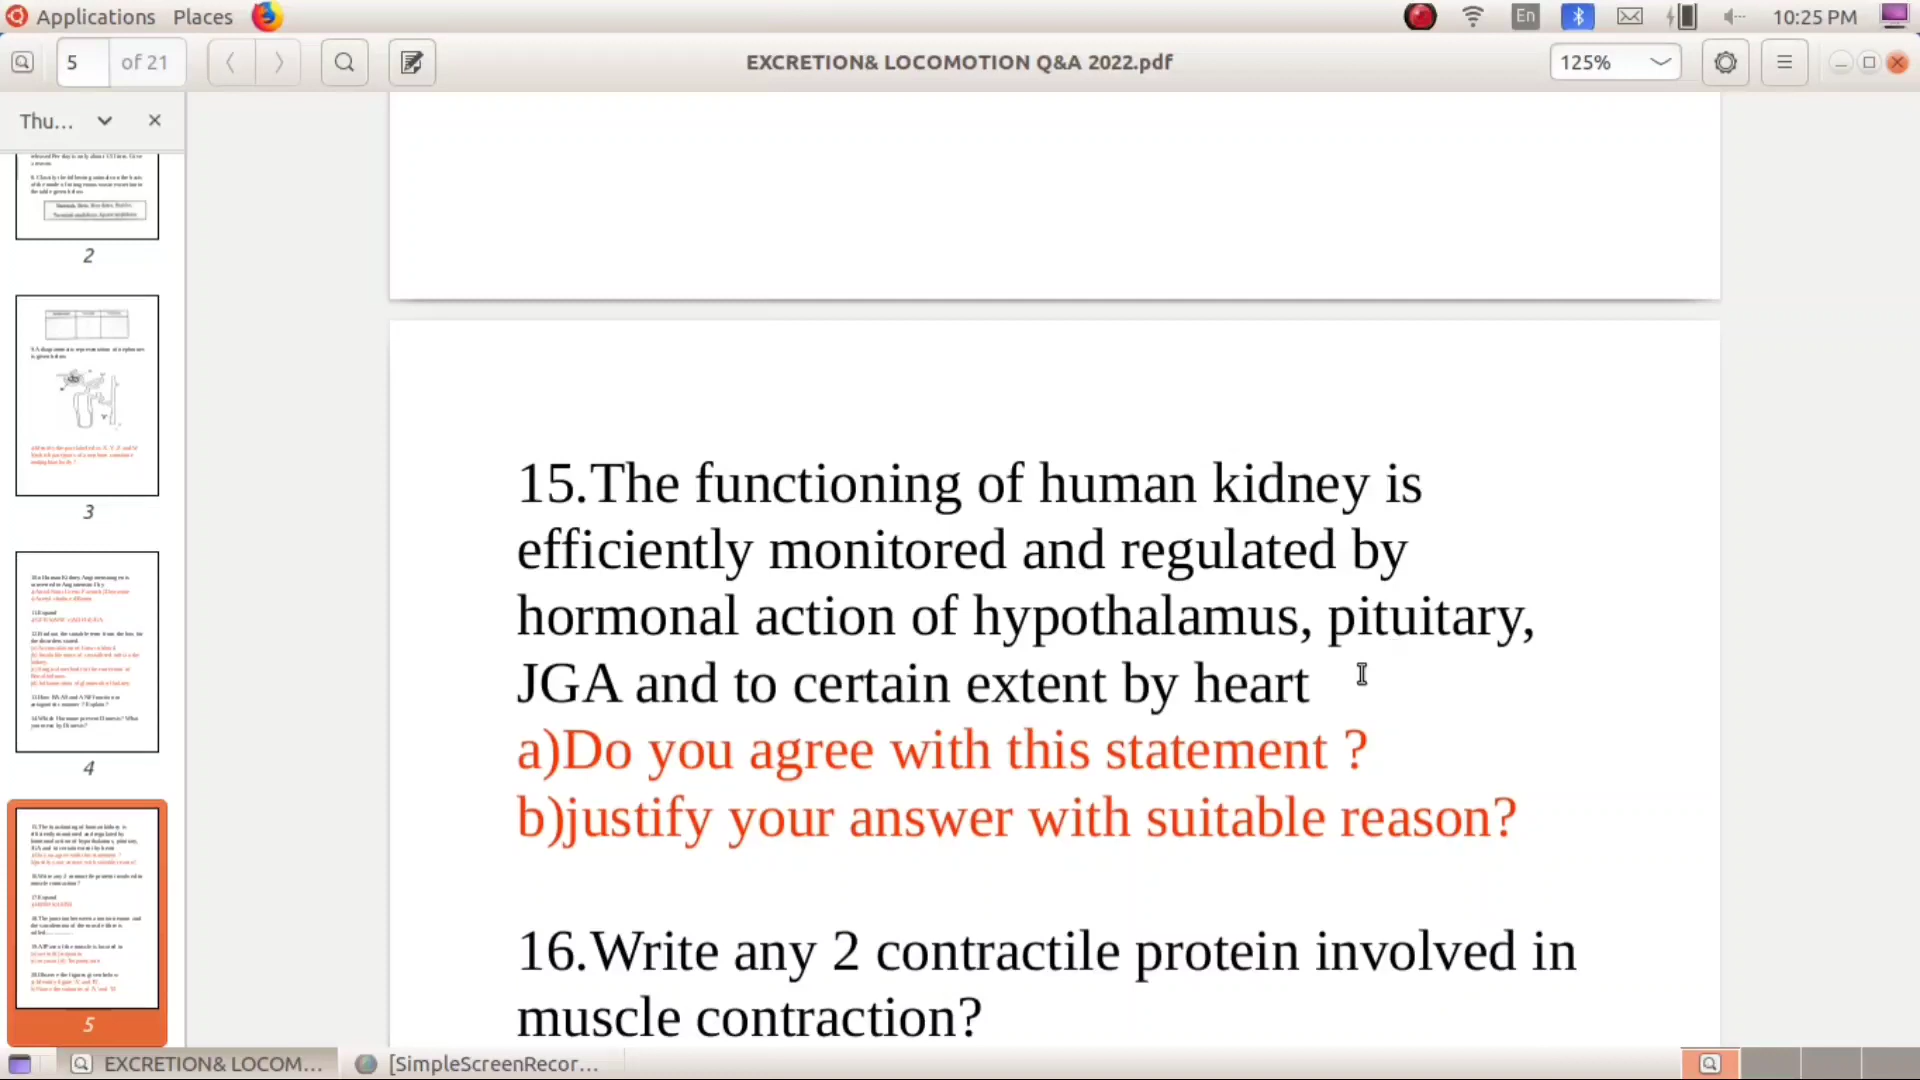 Applications Places
En
10:25 PM
5 of 21
EXCRETION& LOCOMOTION Q&A 2022.pdf
125%
Thu...
2
3
4
5
15.The functioning of human kidney is
efficiently monitored and regulated by
hormonal action of hypothalamus, pituitary,
JGA and to certain extent by heart
a)Do you agree with this statement ?
b)justify your answer with suitable reason?
16.Write any 2 contractile protein involved in
muscle contraction?
EXCRETION& LOCOM...
[SimpleScreenRecor...